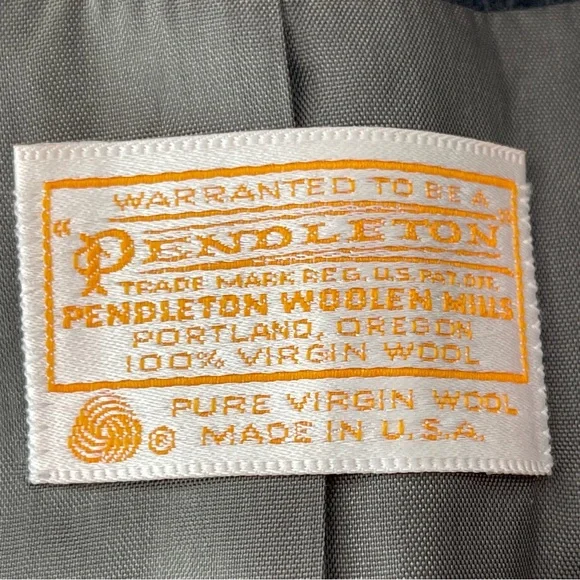 WARRANTED TO BE A
"PENDLETON"
TRADE MARK REG. U.S. PAT. OFF.
PENDLETON WOOLEN MILLS
PORTLAND, OREGON
100% VIRGIN WOOL
® PURE VIRGIN WOOL
MADE IN U.S.A.